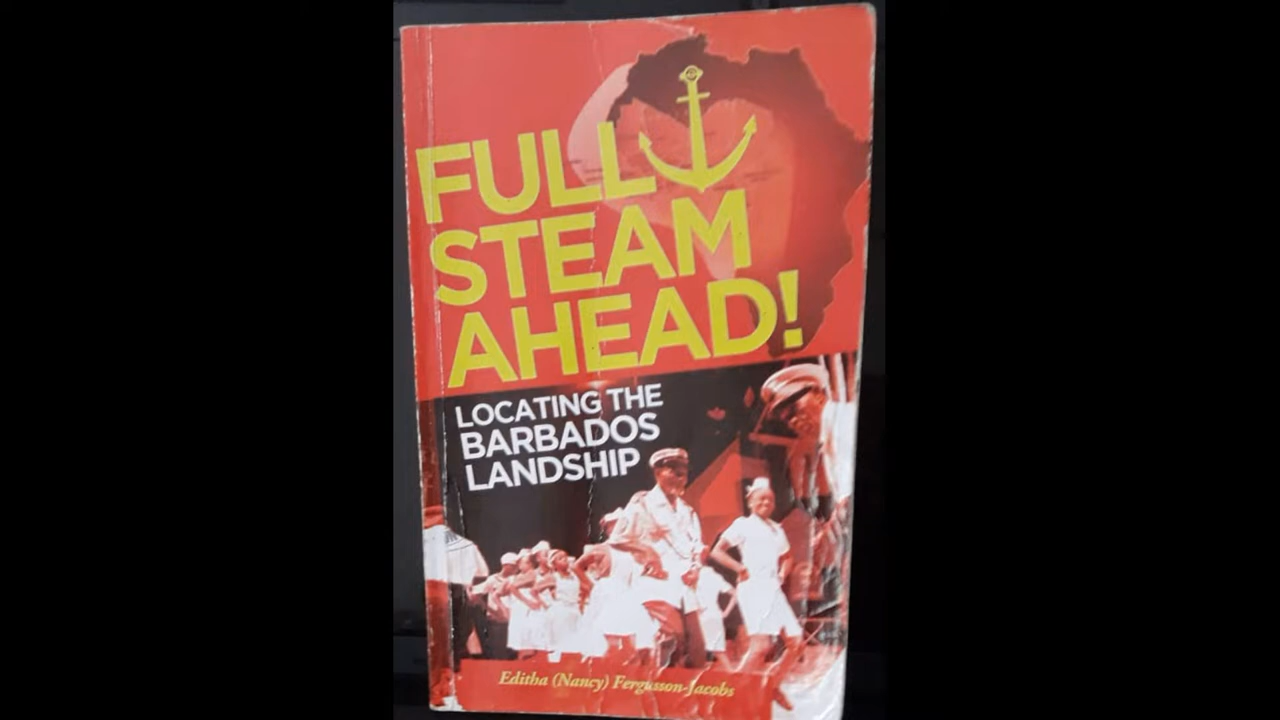 FULL
STEAM
AHEAD!
LOCATING THE
BARBADOS
LANDSHIP
Editha (Nancy) Fergusson-Jacobs